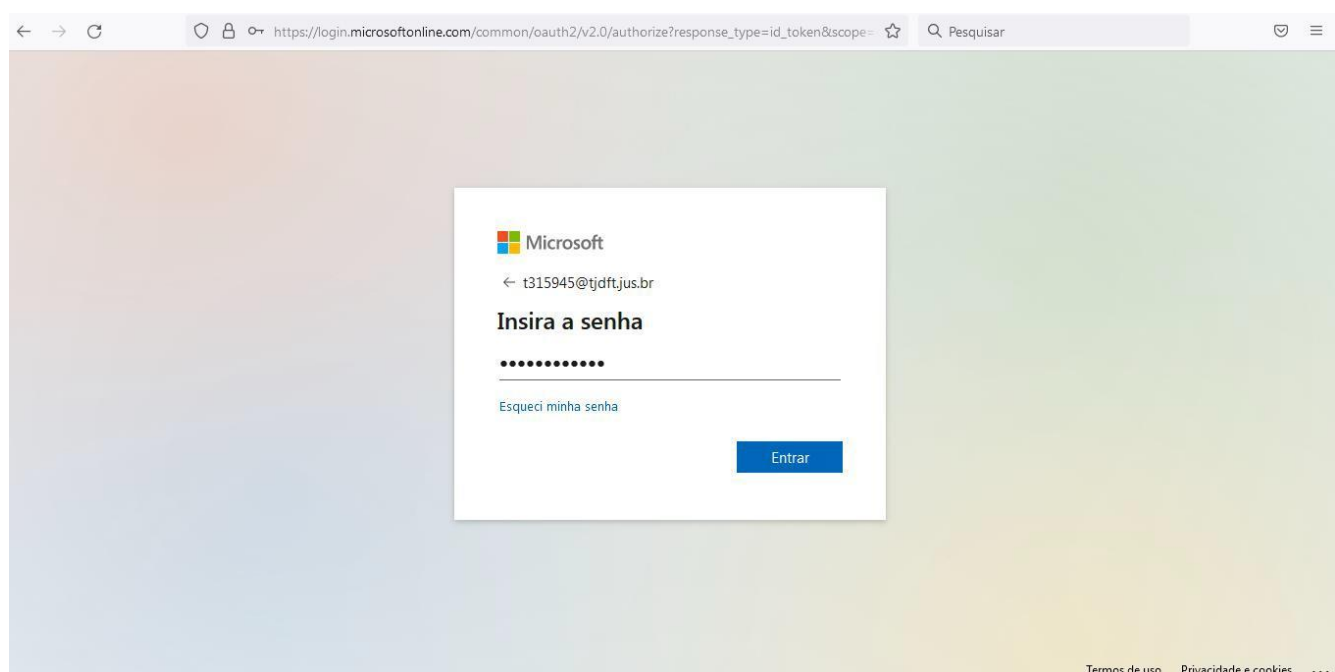 https://login.microsoftonline.com/common/oauth2/v2.0/authorize?response_type=id_token&scope= Pesquisar
Microsoft
← t315945@tjdft.jus.br
Insira a senha
••••••••••••
Esqueci minha senha
Entrar
Termos de uso Privacidade e cookies ...